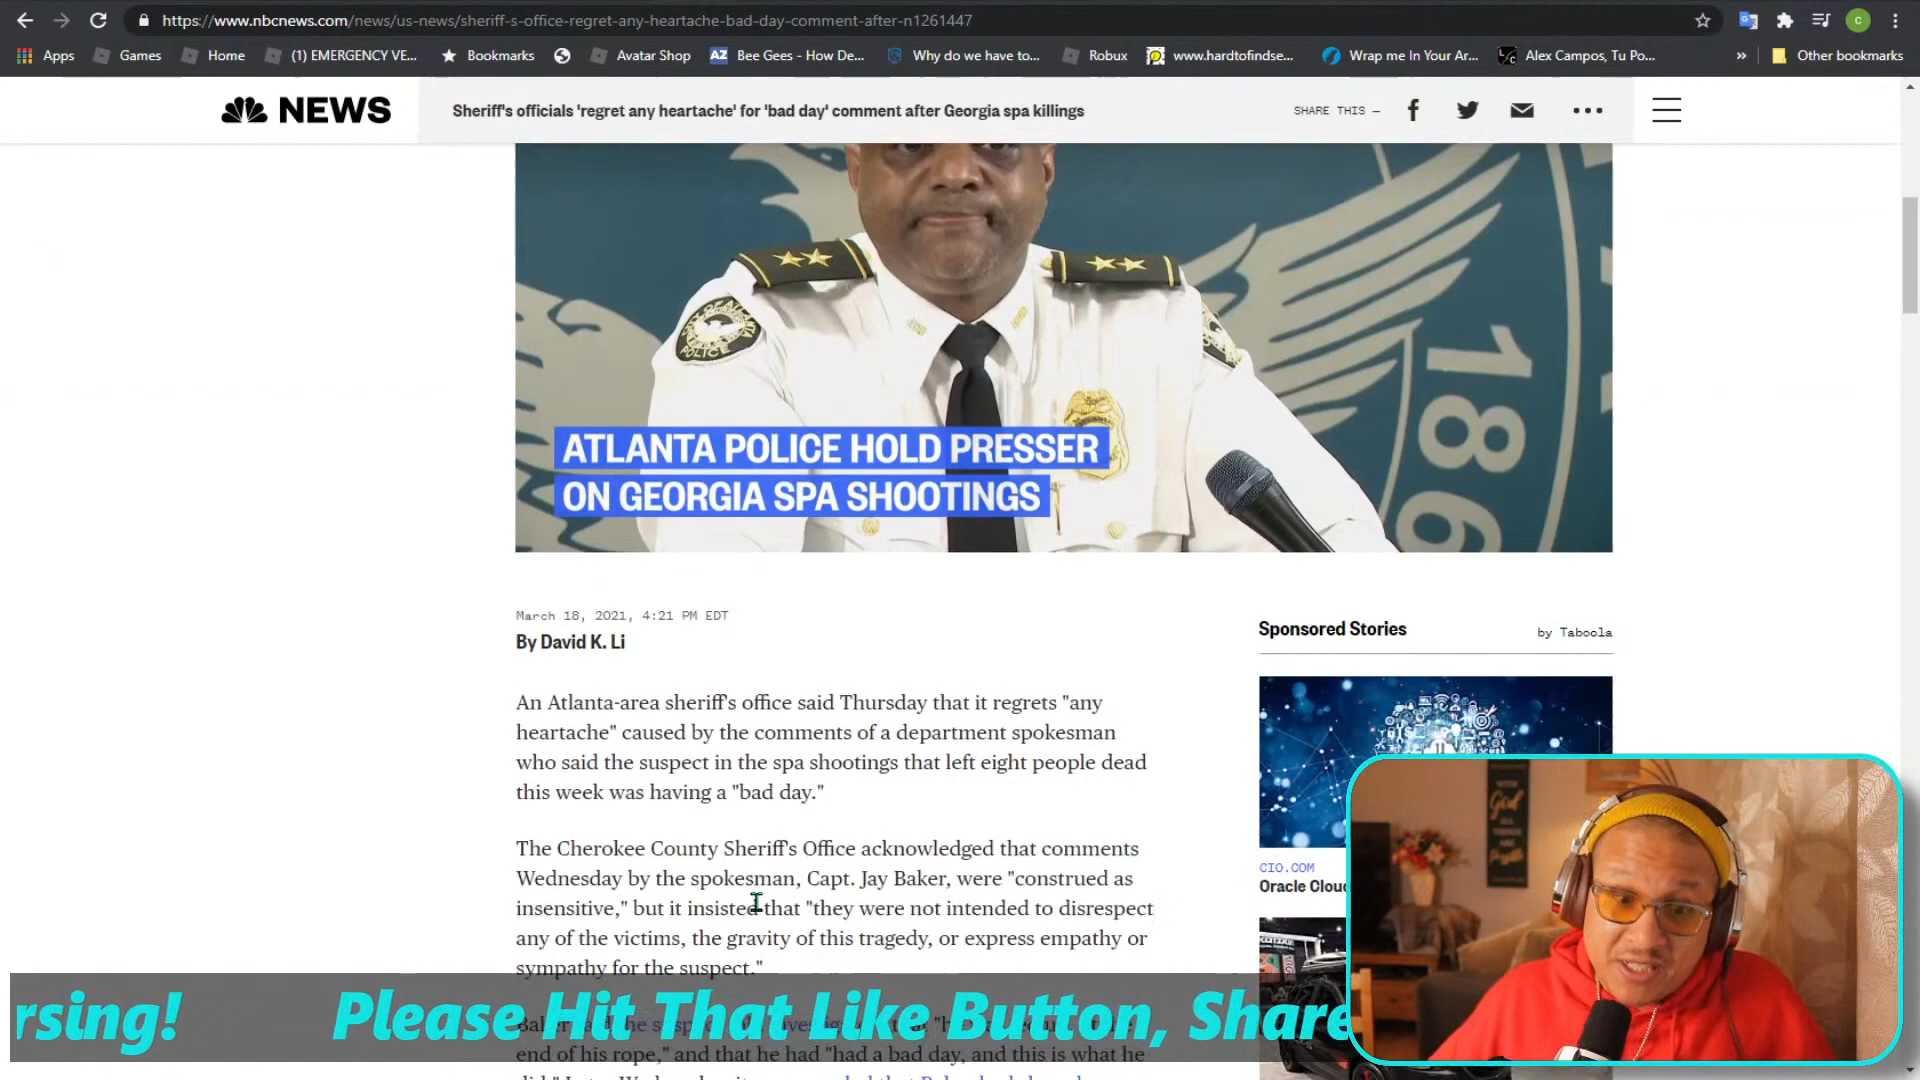 https://www.nbcnews.com/news/us-news/sheriff-s-office-regret-any-heartache-bad-day-comment-after-n1261447
C
Apps Games Home (1) EMERGENCY VE... Bookmarks Avatar Shop AZ Bee Gees - How De... Why do we have to... Robux www.hardtofindse... Wrap me In Your Ar... Alex Campos, Tu Po... » Other bookmarks
NEWS Sheriff's officials 'regret any heartache' for 'bad day' comment after Georgia spa killings SHARE THIS —
CITY OF ATLANTA
POLICE
186
ATLANTA POLICE HOLD PRESSER
ON GEORGIA SPA SHOOTINGS
March 18, 2021, 4:21 PM EDT
By David K. Li
Sponsored Stories by Taboola
An Atlanta-area sheriff's office said Thursday that it regrets "any
heartache" caused by the comments of a department spokesman
who said the suspect in the spa shootings that left eight people dead
this week was having a "bad day."
The Cherokee County Sheriff's Office acknowledged that comments
Wednesday by the spokesman, Capt. Jay Baker, were "construed as
insensitive," but it insisted that "they were not intended to disrespect
any of the victims, the gravity of this tragedy, or express empathy or
sympathy for the suspect."
CIO.COM
Oracle Clou
God
rsing! Please Hit That Like Button, Share
end of his rope," and that he had "had a bad day, and this is what he